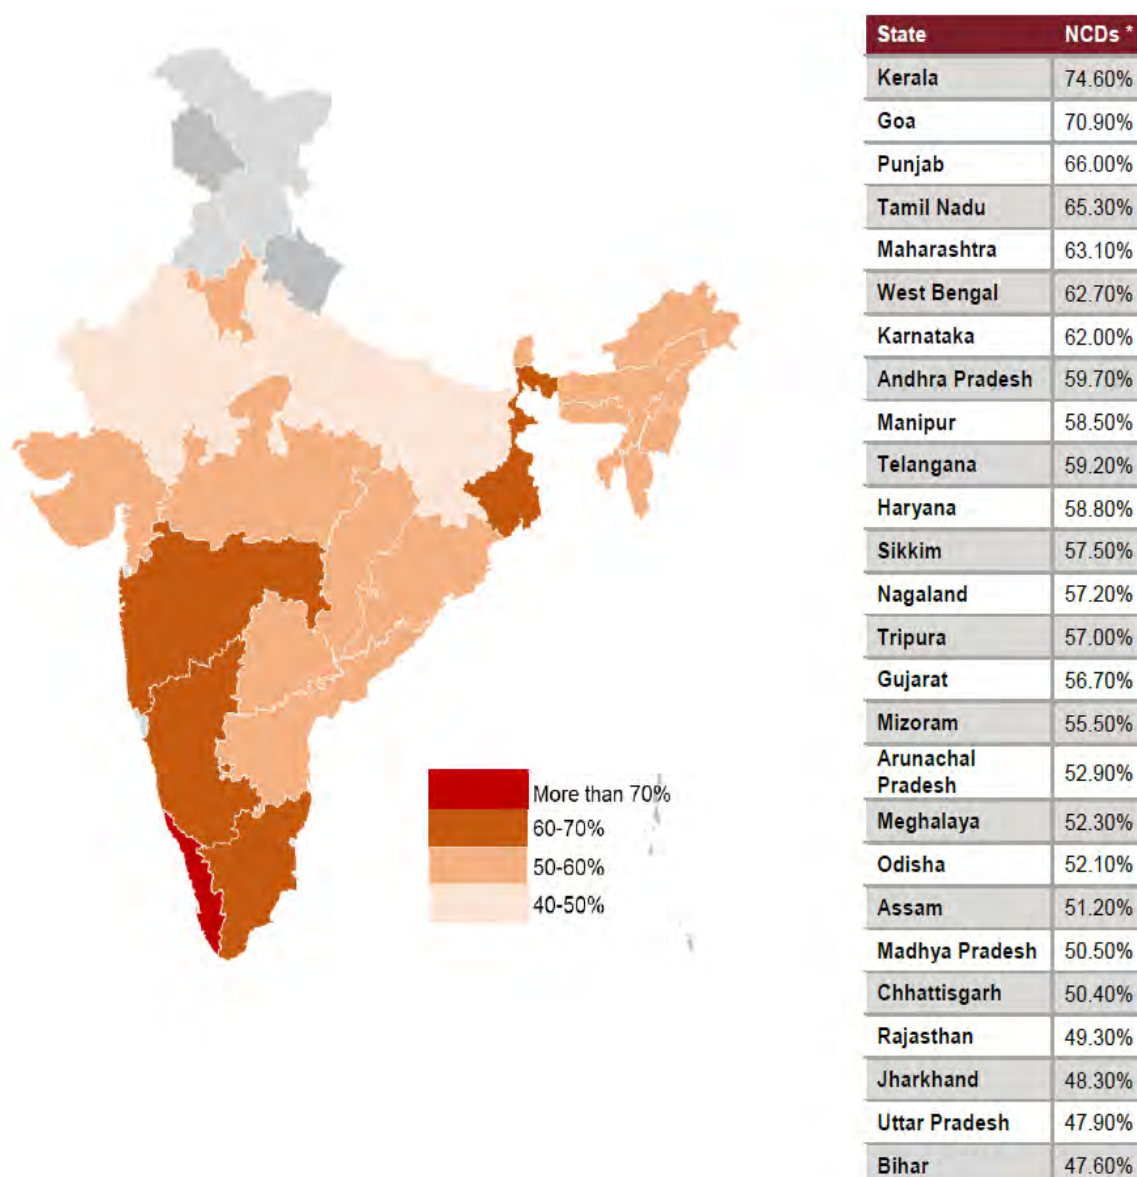 State NCDs *
Kerala 74.60%
Goa 70.90%
Punjab 66.00%
Tamil Nadu 65.30%
Maharashtra 63.10%
West Bengal 62.70%
Karnataka 62.00%
Andhra Pradesh 59.70%
Manipur 58.50%
Telangana 59.20%
Haryana 58.80%
Sikkim 57.50%
Nagaland 57.20%
Tripura 57.00%
Gujarat 56.70%
Mizoram 55.50%
Arunachal
Pradesh 52.90%
Meghalaya 52.30%
Odisha 52.10%
Assam 51.20%
Madhya Pradesh 50.50%
Chhattisgarh 50.40%
Rajasthan 49.30%
Jharkhand 48.30%
Uttar Pradesh 47.90%
Bihar 47.60%
More than 70%
60-70%
50-60%
40-50%